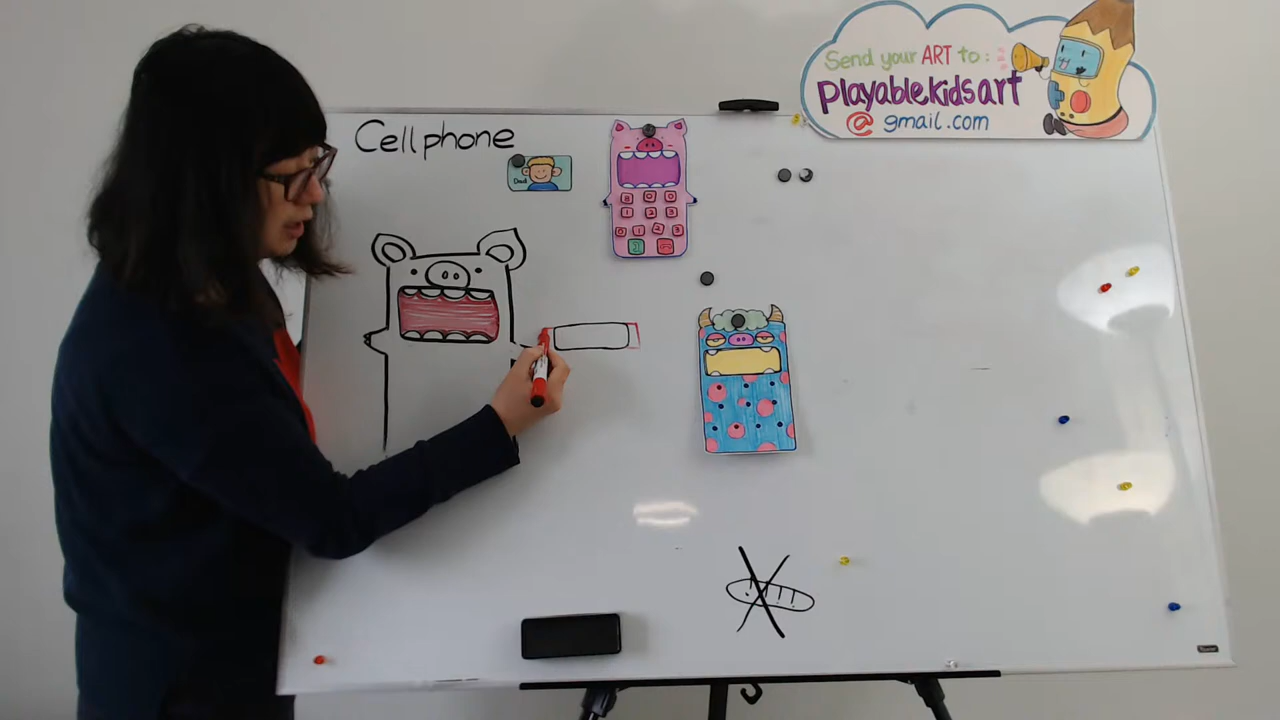 Send your ART to:
playablekidsart
@ gmail.com
Cellphone
Dad